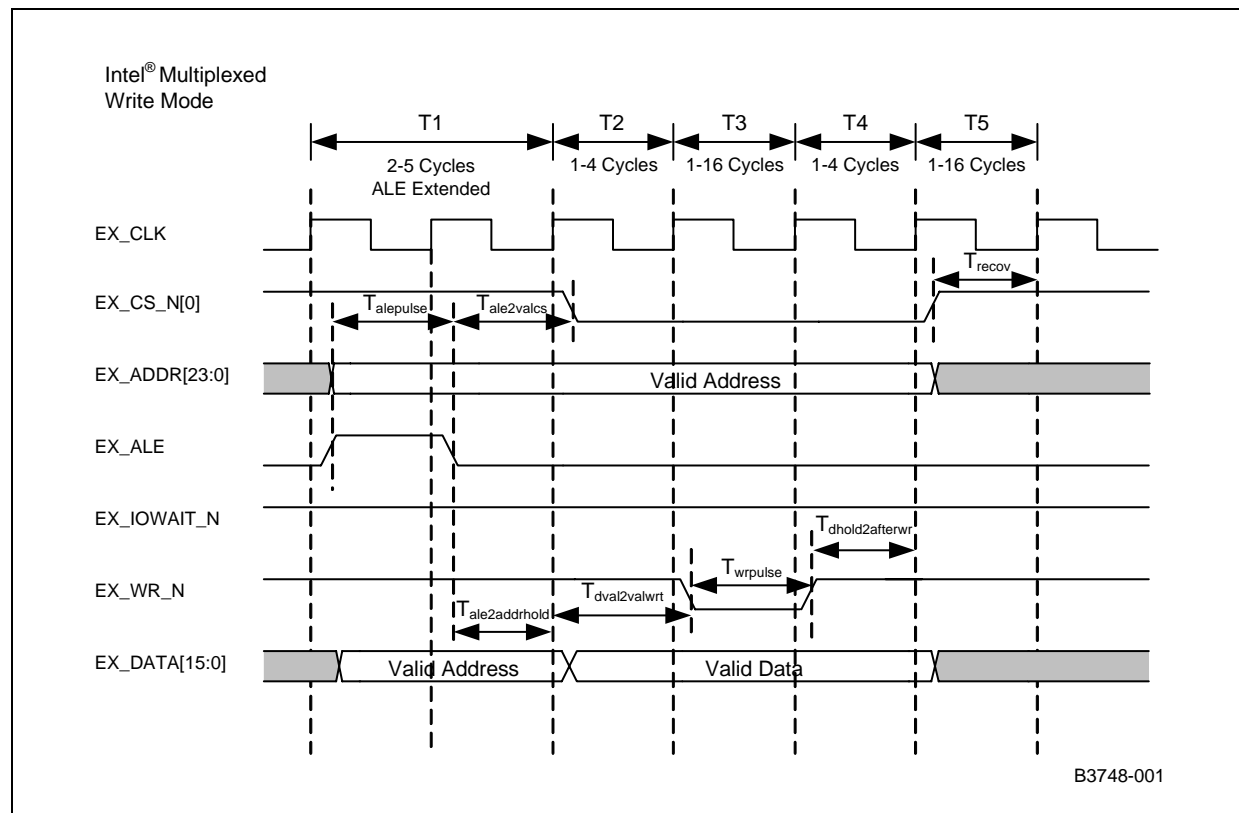 Intel® Multiplexed
Write Mode
T1 T2 T3 T4 T5
2-5 Cycles 1-4 Cycles 1-16 Cycles 1-4 Cycles 1-16 Cycles
ALE Extended
EX_CLK
Trecov
EX_CS_N[0]
Talepulse Tale2valcs
EX_ADDR[23:0] Valid Address
EX_ALE
EX_IOWAIT_N
Tdhold2afterwr
Twrpulse
EX_WR_N Tdval2valwrt
Tale2addrhold
EX_DATA[15:0] Valid Address Valid Data
B3748-001